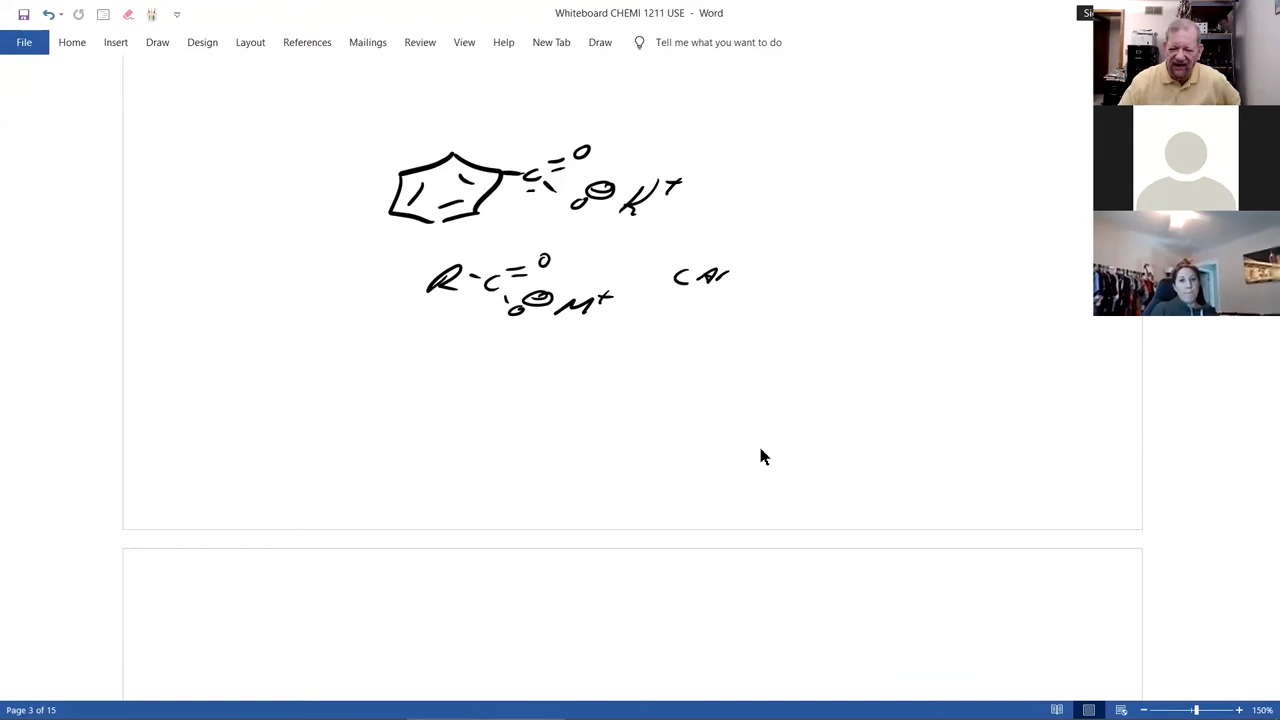 Whiteboard CHEMI 1211 USE - Word
File Home Insert Draw Design Layout References Mailings Review View Help New Tab Draw Tell me what you want to do
C = O
O ⊖ K+
R - C = O
O ⊖ M+
C Ar
Page 3 of 15
150%